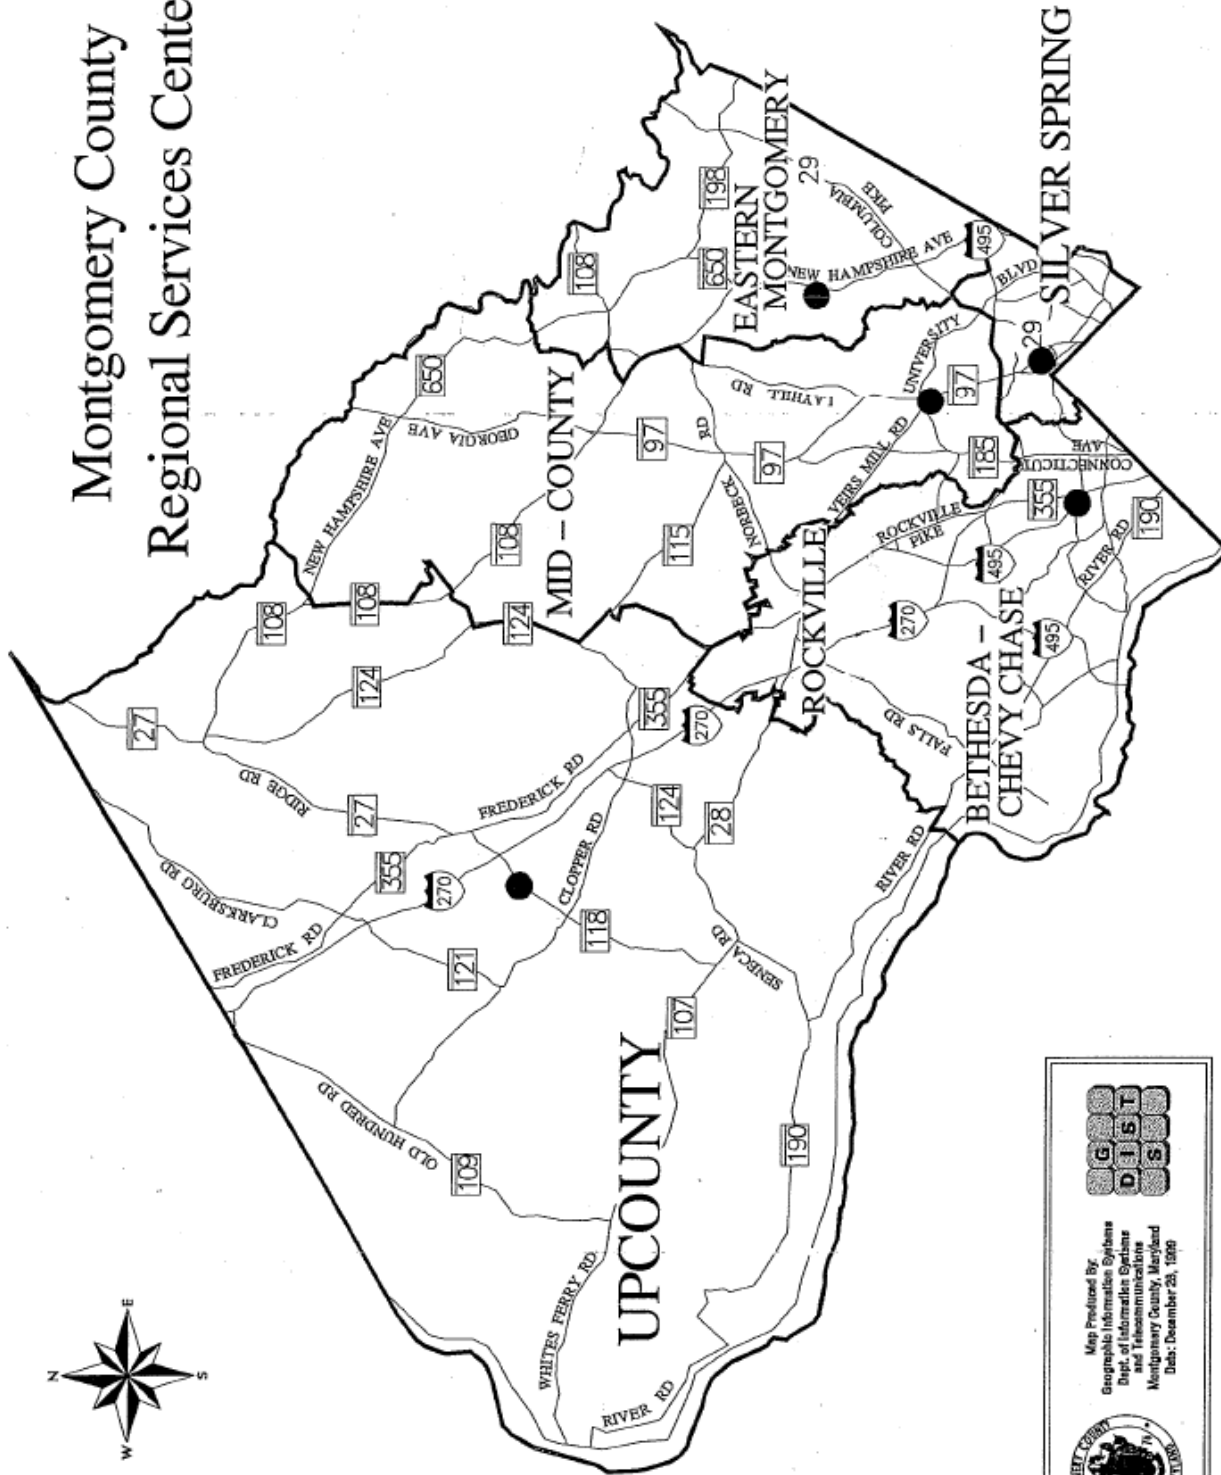 Montgomery County
Regional Services Cente
N
W
E
S
27
108
NEW HAMPSHIRE AVE
650
108
GEORGIA AVE
124
108
108
650
198
RIDGE RD
124
MID – COUNTY
97
EASTERN
MONTGOMERY
29
COLUMBIA
PIKE
CLARKSBURG RD
27
FREDERICK RD
355
115
NORBECK
RD
97
LAYHILL RD
NEW HAMPSHIRE AVE
495
FREDERICK RD
355
270
270
CLOPPER RD
124
28
ROCKVILLE
VEIRS MILL RD
UNIVERSITY
BLVD
97
29
SILVER SPRING
121
118
ROCKVILLE
PIKE
185
CONNECTICUT
AVE
355
270
495
OLD HUNDRED RD
109
107
SENECA
RD
RIVER RD
FALLS RD
BETHESDA –
CHEVY CHASE
495
RIVER RD
190
UPCOUNTY
WHITES FERRY RD
190
RIVER RD
Map Produced By:
Geographic Information Systems
Dept. of Information Systems
and Telecommunications
Montgomery County, Maryland
Date: December 28, 1999
G
DIST
S